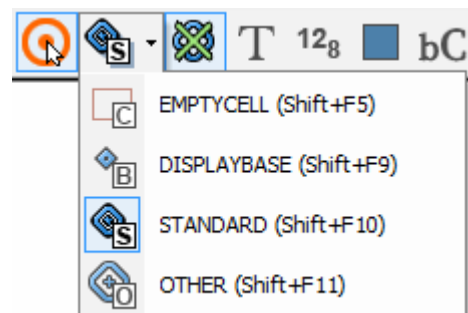 S T 128 bC
C EMPTYCELL (Shift+F5)
B DISPLAYBASE (Shift+F9)
S STANDARD (Shift+F10)
O OTHER (Shift+F11)